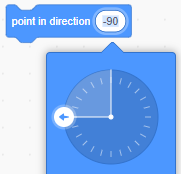 point in direction -90